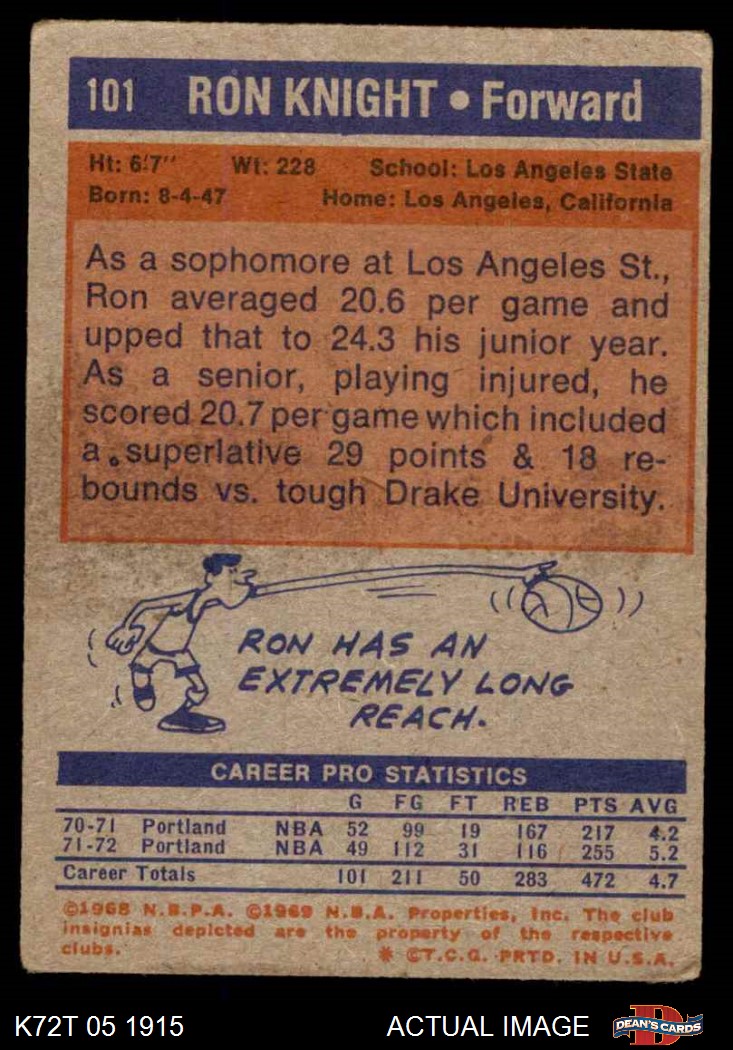 101 RON KNIGHT • Forward
Ht: 6'7" Wt: 228 School: Los Angeles State
Born: 8-4-47 Home: Los Angeles, California
As a sophomore at Los Angeles St.,
Ron averaged 20.6 per game and
upped that to 24.3 his junior year.
As a senior, playing injured, he
scored 20.7 per game which included
a superlative 29 points & 18 re-
bounds vs. tough Drake University.
RON HAS AN
EXTREMELY LONG
REACH.
CAREER PRO STATISTICS
G FG FT REB PTS AVG
70-71 Portland NBA 52 99 19 167 217 4.2
71-72 Portland NBA 49 112 31 116 255 5.2
Career Totals 101 211 50 283 472 4.7
©1968 N.B.P.A. ©1969 N.B.A. Properties, Inc. The club
insignias depicted are the property of the respective
clubs. * ©T.C.G. PRTD. IN U.S.A.
K72T 05 1915 ACTUAL IMAGE D DEAN'S CARDS